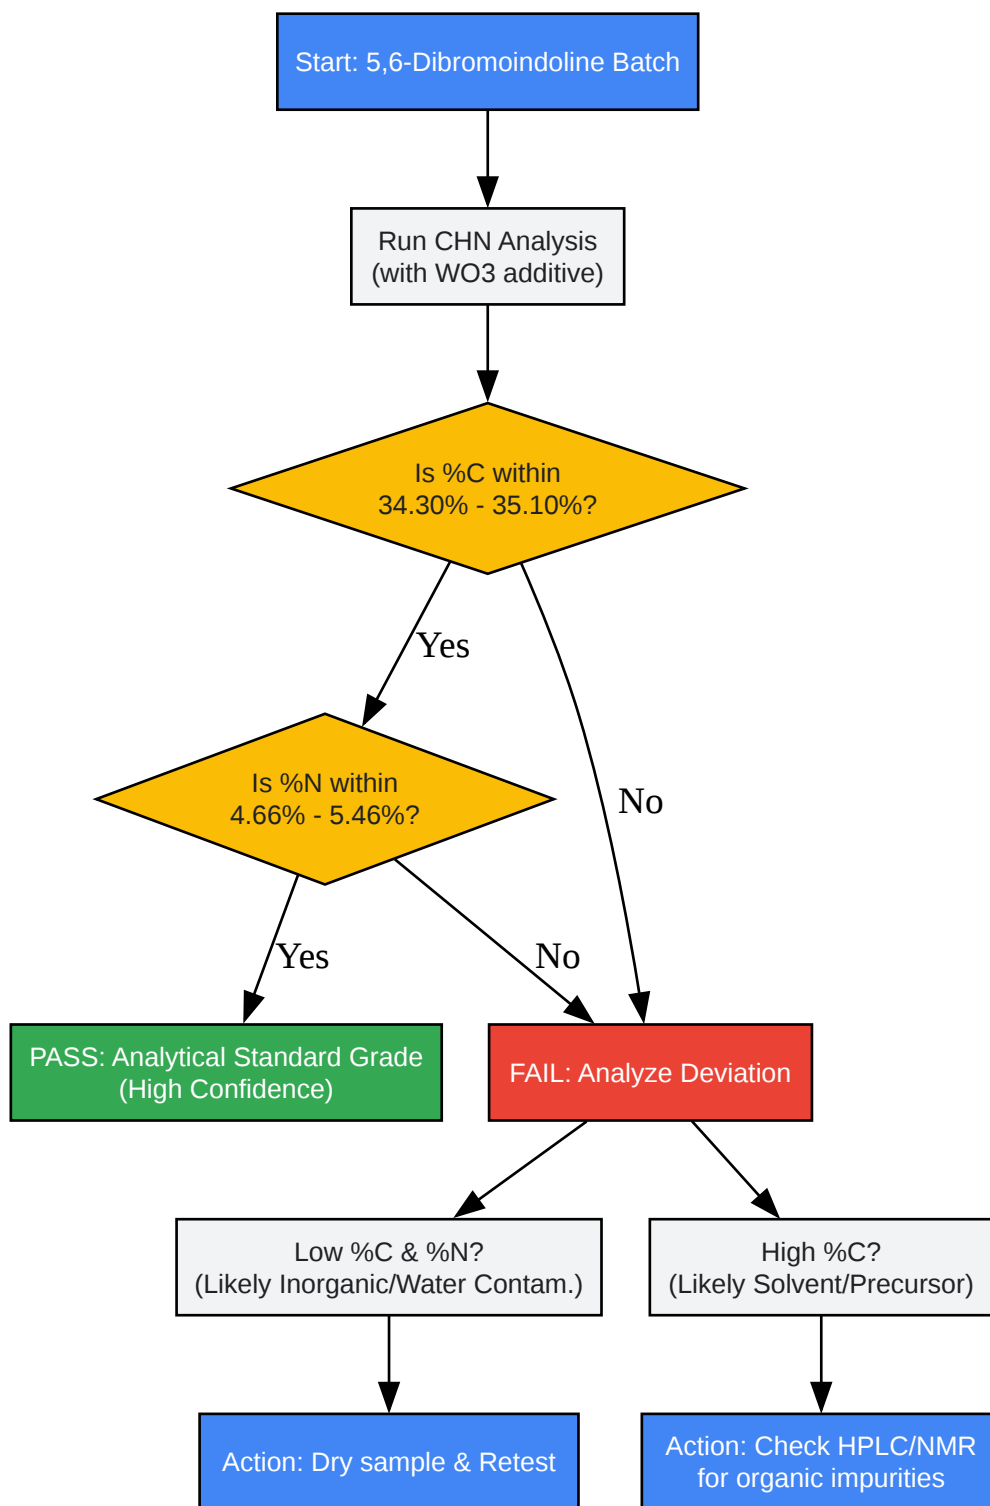 Start: 5,6-Dibromoindoline Batch
Run CHN Analysis
(with WO3 additive)
Is %C within
34.30% - 35.10%?
Yes
No
Is %N within
4.66% - 5.46%?
Yes
No
PASS: Analytical Standard Grade
(High Confidence)
FAIL: Analyze Deviation
Low %C & %N?
(Likely Inorganic/Water Contam.)
High %C?
(Likely Solvent/Precursor)
Action: Dry sample & Retest
Action: Check HPLC/NMR
for organic impurities